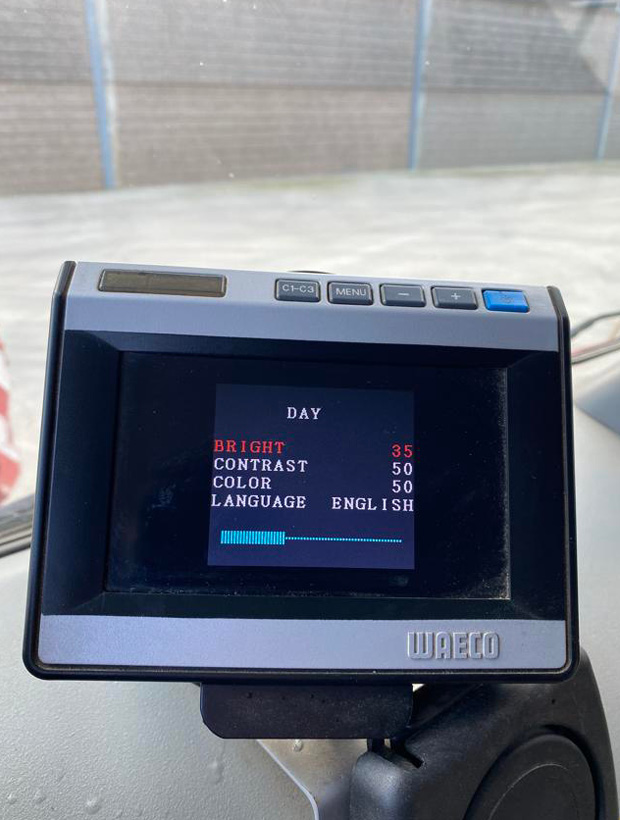 C1-C3 MENU - +
DAY
BRIGHT 35
CONTRAST 50
COLOR 50
LANGUAGE ENGLISH
WAECO